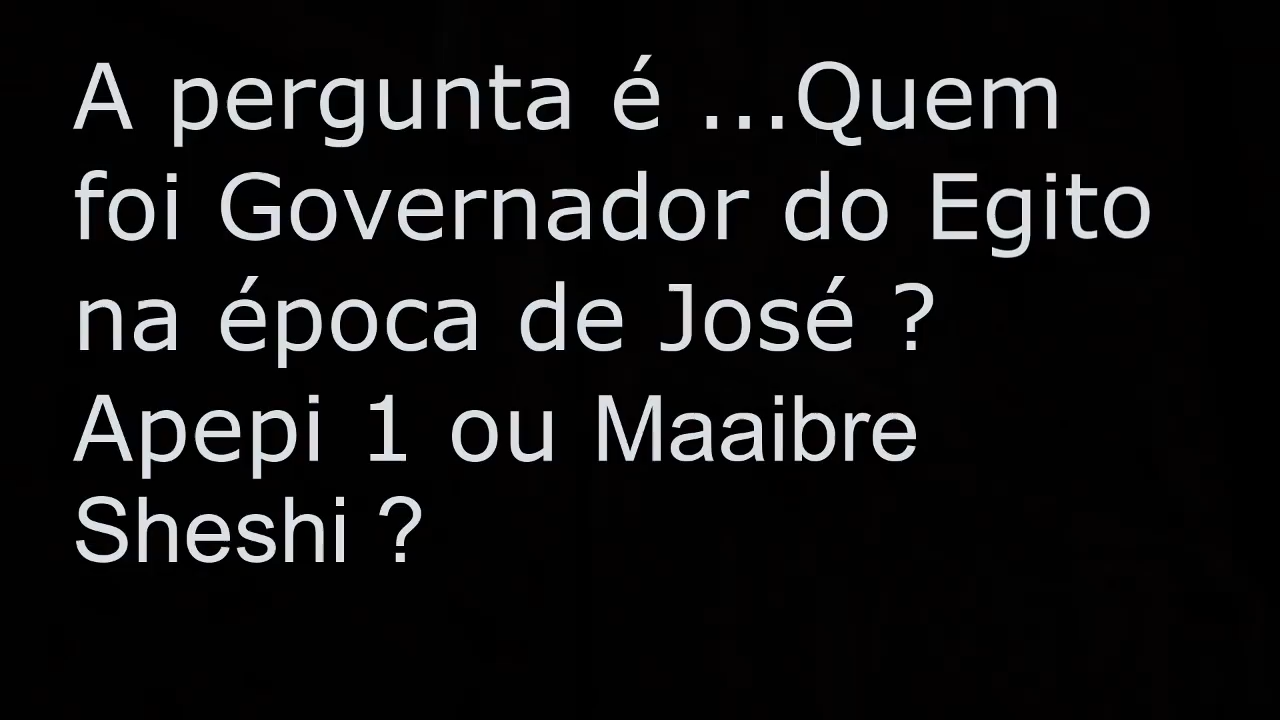 A pergunta é ...Quem
foi Governador do Egito
na época de José ?
Apepi 1 ou Maaibre
Sheshi ?